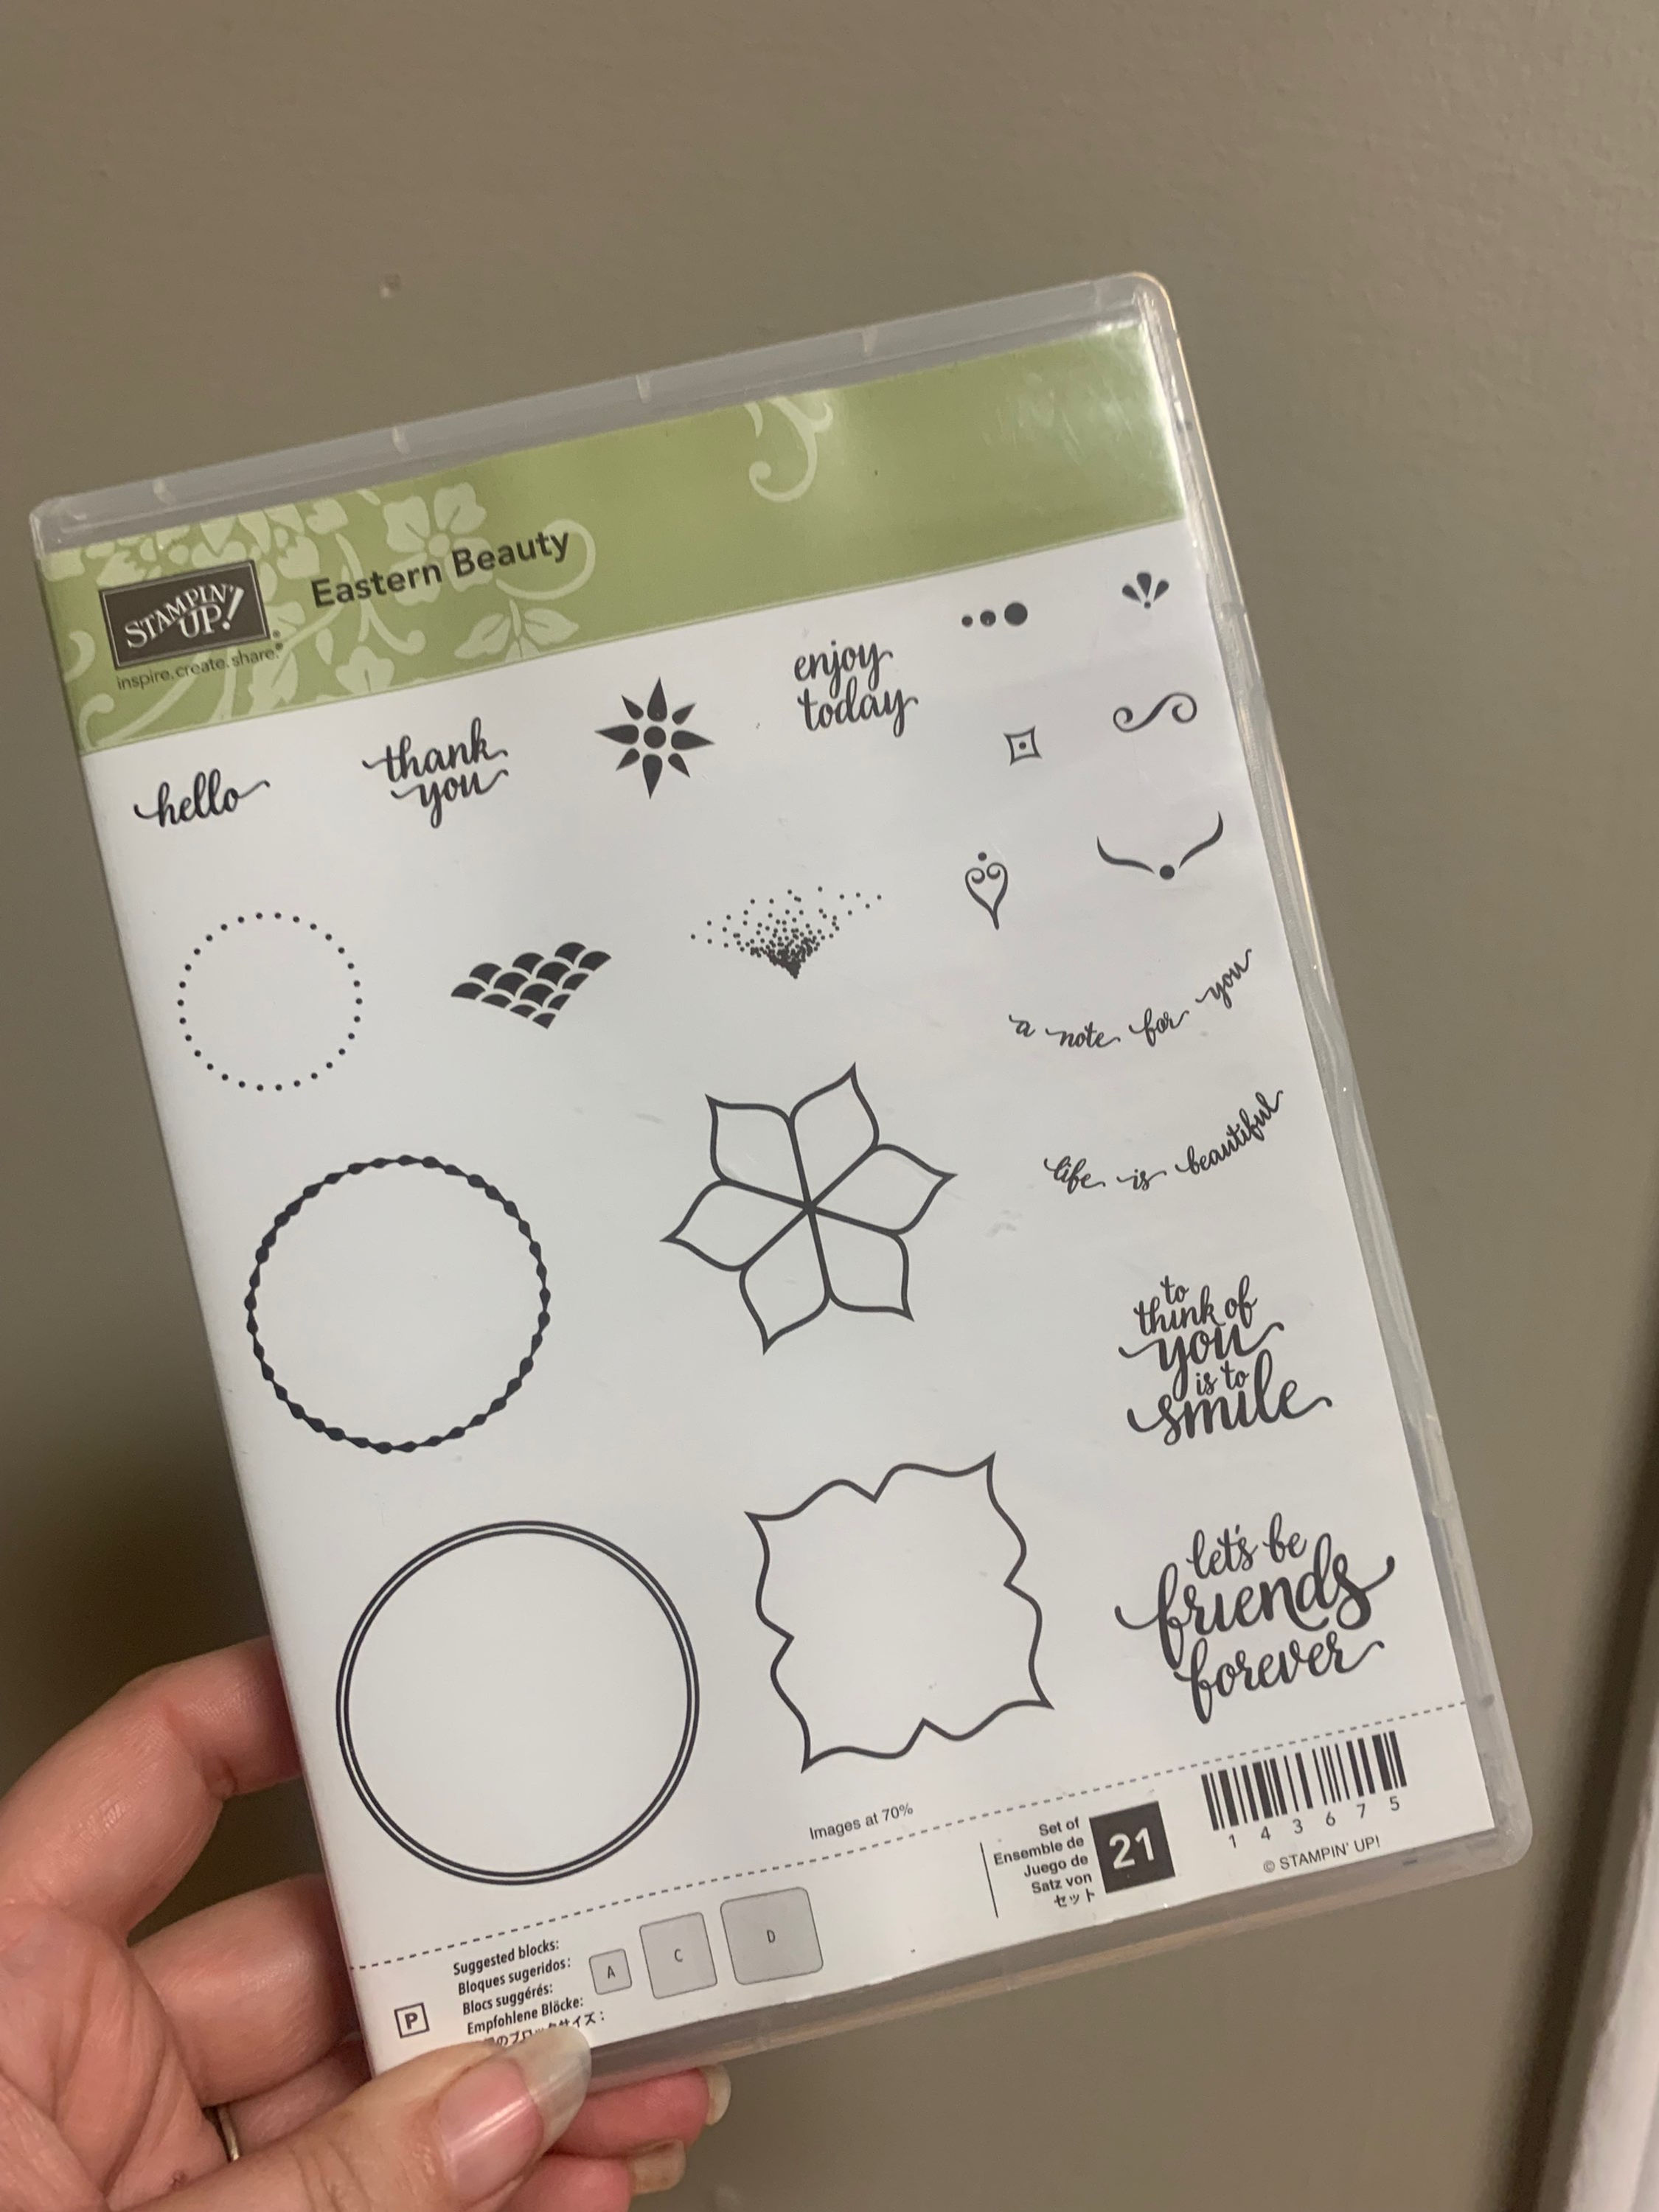 STAMPIN' UP!
inspire.create.share.®
Eastern Beauty
hello
thank
you
enjoy
today
a note for you
life is beautiful
to
think of
you
is to
smile
let's be
friends
forever
Images at 70%
Set of
Ensemble de
Juego de
Satz von
セット
21
1 4 3 6 7 5
© STAMPIN' UP!
P
Suggested blocks:
Bloques sugeridos:
Blocs suggérés:
Empfohlene Blöcke:
A
C
D